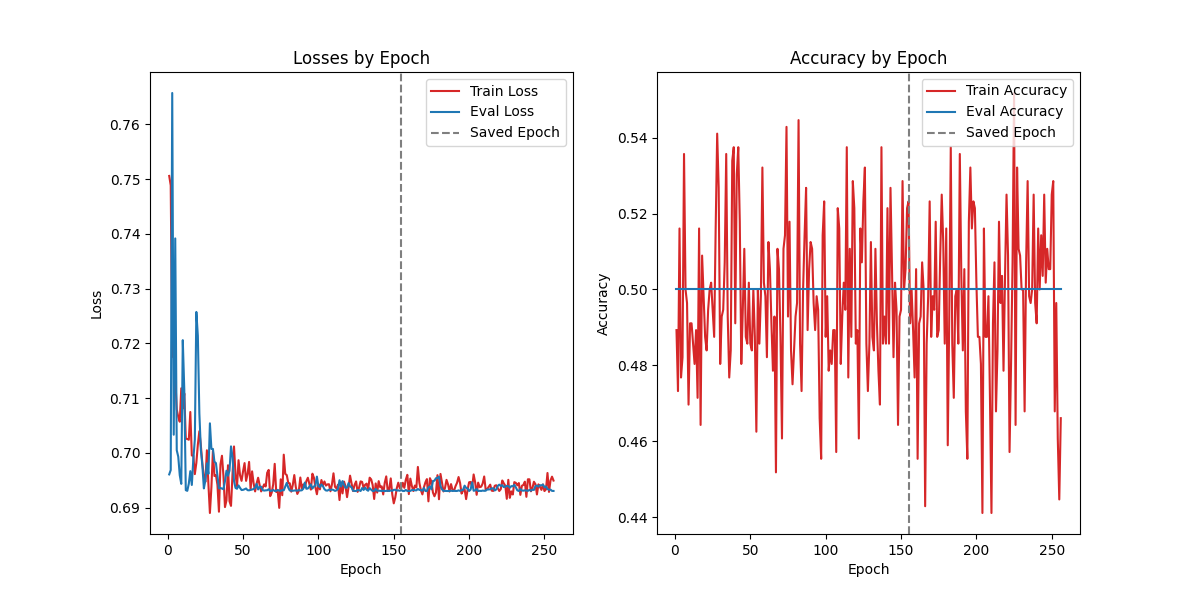 Losses by Epoch
Loss
0.76
0.75
0.74
0.73
0.72
0.71
0.70
0.69
Train Loss
Eval Loss
Saved Epoch
0 50 100 150 200 250
Epoch
Accuracy by Epoch
Accuracy
0.54
0.52
0.50
0.48
0.46
0.44
Train Accuracy
Eval Accuracy
Saved Epoch
0 50 100 150 200 250
Epoch